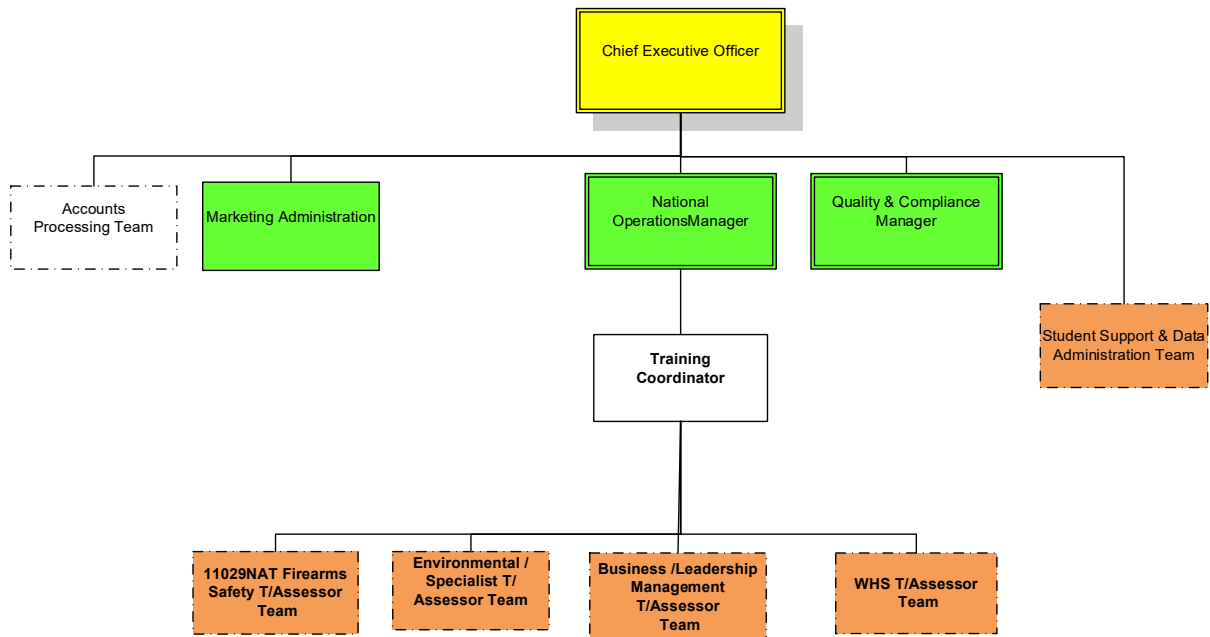 Chief Executive Officer
Accounts
Processing Team
Marketing Administration
National
OperationsManager
Quality & Compliance
Manager
Student Support & Data
Administration Team
Training
Coordinator
11029NAT Firearms
Safety T/Assessor
Team
Environmental /
Specialist T/
Assessor Team
Business /Leadership
Management
T/Assessor
Team
WHS T/Assessor
Team